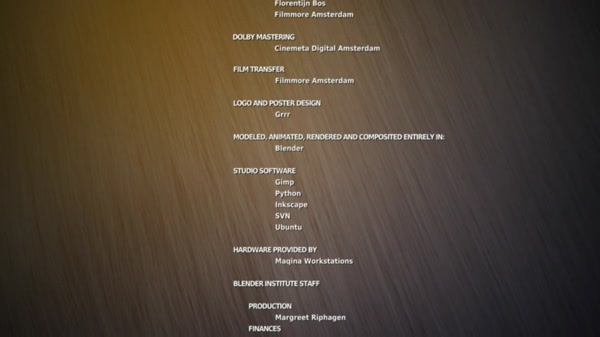 Florentijn Bos
Filmmore Amsterdam
DOLBY MASTERING
Cinemeta Digital Amsterdam
FILM TRANSFER
Filmmore Amsterdam
LOGO AND POSTER DESIGN
Grrr
MODELED, ANIMATED, RENDERED AND COMPOSITED ENTIRELY IN:
Blender
STUDIO SOFTWARE
Gimp
Python
Inkscape
SVN
Ubuntu
HARDWARE PROVIDED BY
Maqina Workstations
BLENDER INSTITUTE STAFF
PRODUCTION
Margreet Riphagen
FINANCES